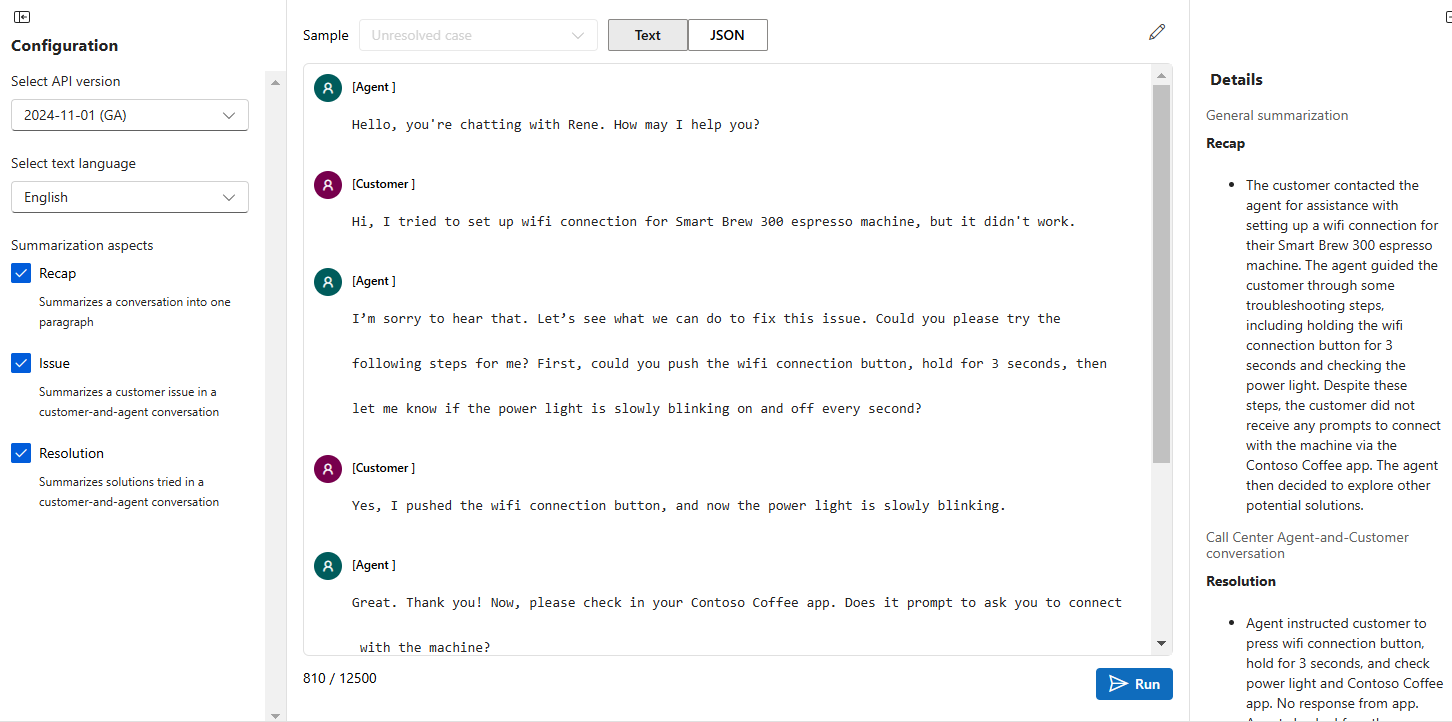 Configuration
Select API version
2024-11-01 (GA)
Select text language
English
Summarization aspects
Recap
Summarizes a conversation into one
paragraph
Issue
Summarizes a customer issue in a
customer-and-agent conversation
Resolution
Summarizes solutions tried in a
customer-and-agent conversation
Sample
Unresolved case
Text
JSON
[Agent ]
Hello, you're chatting with Rene. How may I help you?
[Customer ]
Hi, I tried to set up wifi connection for Smart Brew 300 espresso machine, but it didn't work.
[Agent ]
I’m sorry to hear that. Let’s see what we can do to fix this issue. Could you please try the
following steps for me? First, could you push the wifi connection button, hold for 3 seconds, then
let me know if the power light is slowly blinking on and off every second?
[Customer ]
Yes, I pushed the wifi connection button, and now the power light is slowly blinking.
[Agent ]
Great. Thank you! Now, please check in your Contoso Coffee app. Does it prompt to ask you to connect
with the machine?
810 / 12500
Run
Details
General summarization
Recap
• The customer contacted the
agent for assistance with
setting up a wifi connection for
their Smart Brew 300 espresso
machine. The agent guided the
customer through some
troubleshooting steps,
including holding the wifi
connection button for 3
seconds and checking the
power light. Despite these
steps, the customer did not
receive any prompts to connect
with the machine via the
Contoso Coffee app. The agent
then decided to explore other
potential solutions.
Call Center Agent-and-Customer
conversation
Resolution
• Agent instructed customer to
press wifi connection button,
hold for 3 seconds, and check
power light and Contoso Coffee
app. No response from app.